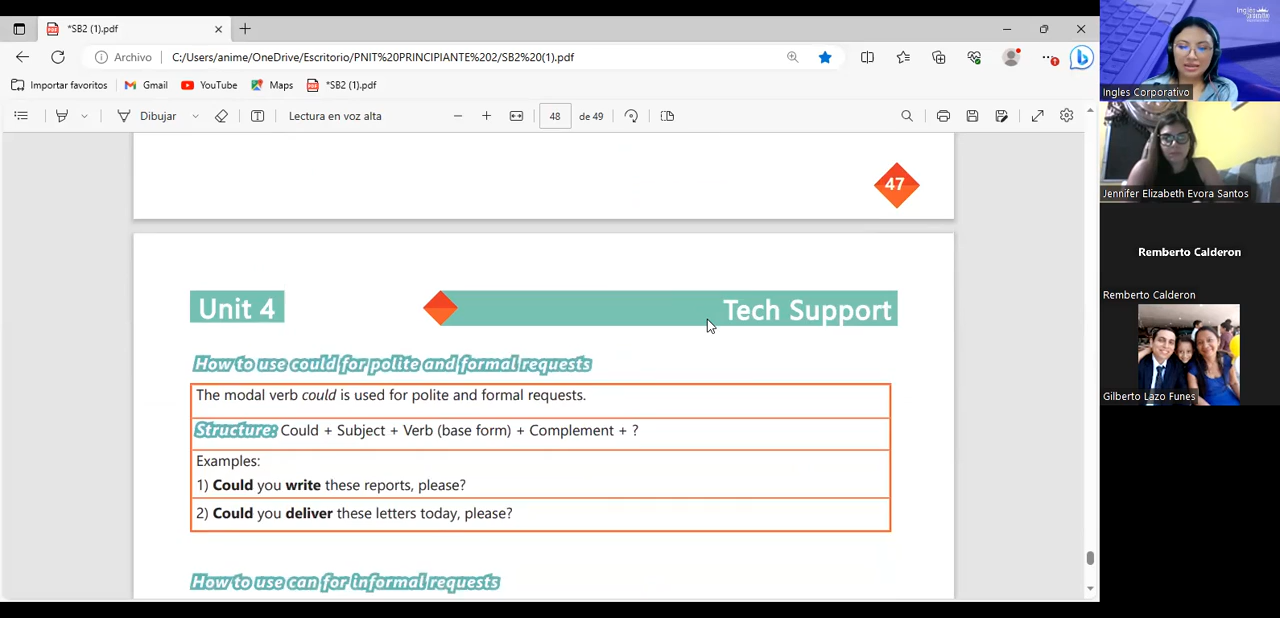 *SB2 (1).pdf
Archivo
C:/Users/anime/OneDrive/Escritorio/PNIT%20PRINCIPIANTE%202/SB2%20(1).pdf
Importar favoritos
Gmail
YouTube
Maps
*SB2 (1).pdf
Dibujar
Lectura en voz alta
48
de 49
47
Unit 4
Tech Support
How to use could for polite and formal requests
The modal verb could is used for polite and formal requests.
Structure: Could + Subject + Verb (base form) + Complement + ?
Examples:
1) Could you write these reports, please?
2) Could you deliver these letters today, please?
How to use can for informal requests
Ingles Corporativo
Jennifer Elizabeth Evora Santos
Remberto Calderon
Remberto Calderon
Gilberto Lazo Funes